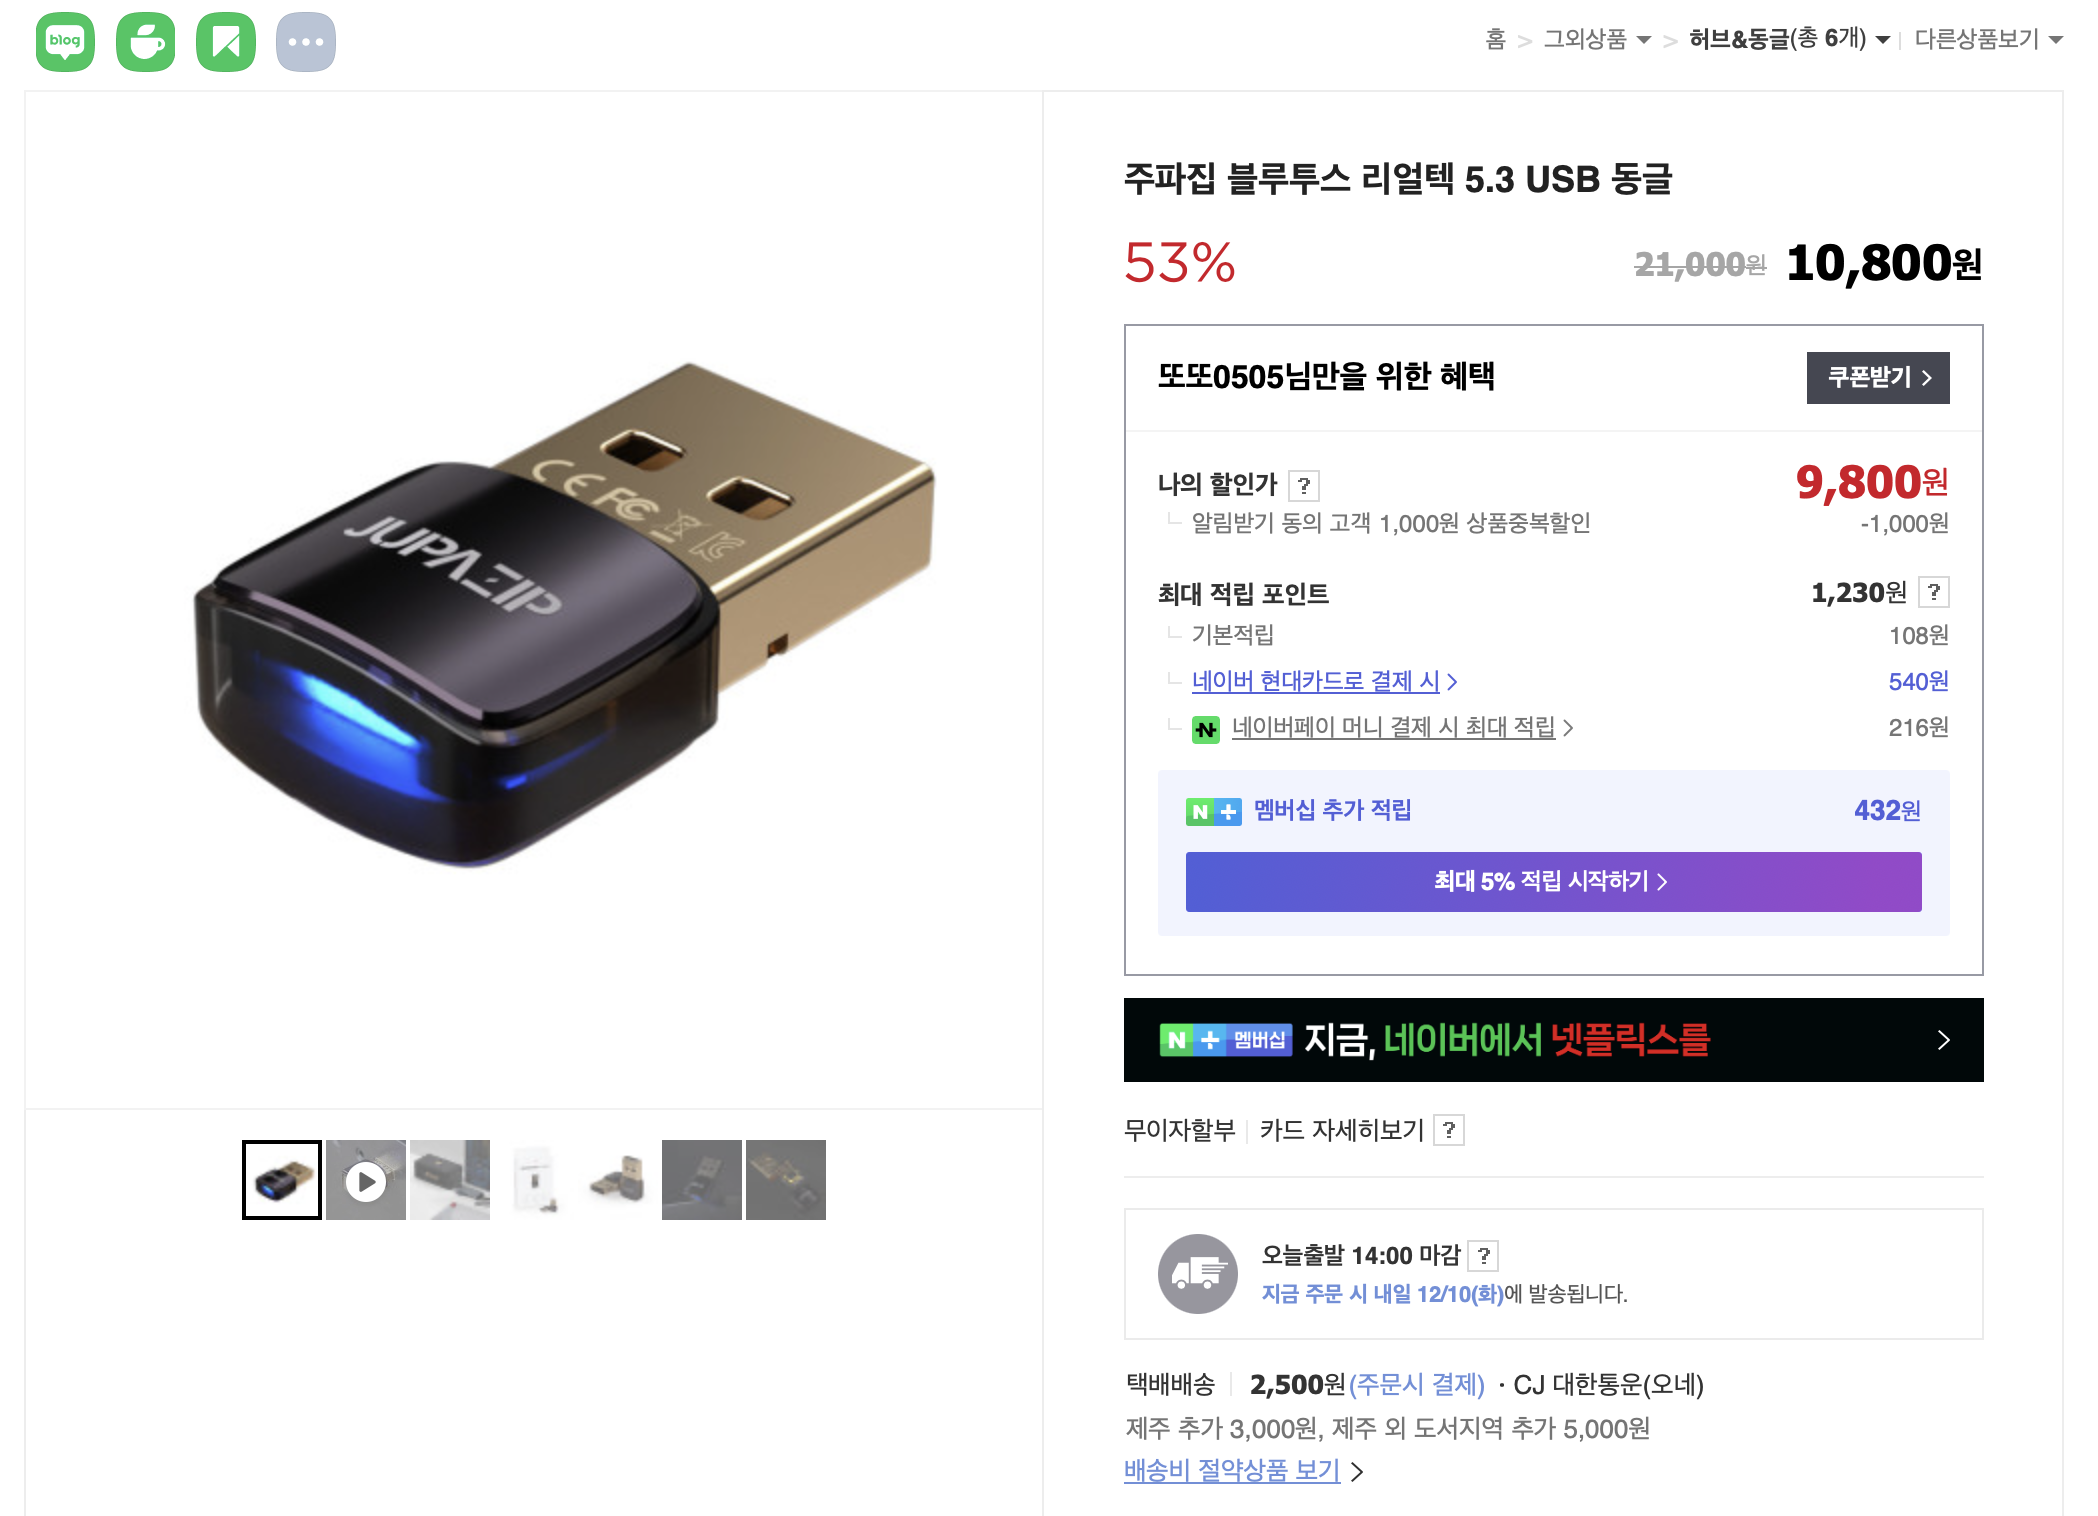 blog
홈 > 그외상품 > 허브&동글(총 6개) 다른상품보기
JUPAZIP
CE FC
주파집 블루투스 리얼텍 5.3 USB 동글
53% 21,000원 10,800원
또또0505님만을 위한 혜택 쿠폰받기 >
나의 할인가 ? 9,800원
알림받기 동의 고객 1,000원 상품중복할인 -1,000원
최대 적립 포인트 1,230원 ?
기본적립 108원
네이버 현대카드로 결제 시 > 540원
N 네이버페이 머니 결제 시 최대 적립 > 216원
N + 멤버십 추가 적립 432원
최대 5% 적립 시작하기 >
N + 멤버십 지금, 네이버에서 넷플릭스를 >
무이자할부 카드 자세히보기 ?
오늘출발 14:00 마감 ?
지금 주문 시 내일 12/10(화)에 발송됩니다.
택배배송 2,500원(주문시 결제) · CJ 대한통운(오네)
제주 추가 3,000원, 제주 외 도서지역 추가 5,000원
배송비 절약상품 보기 >